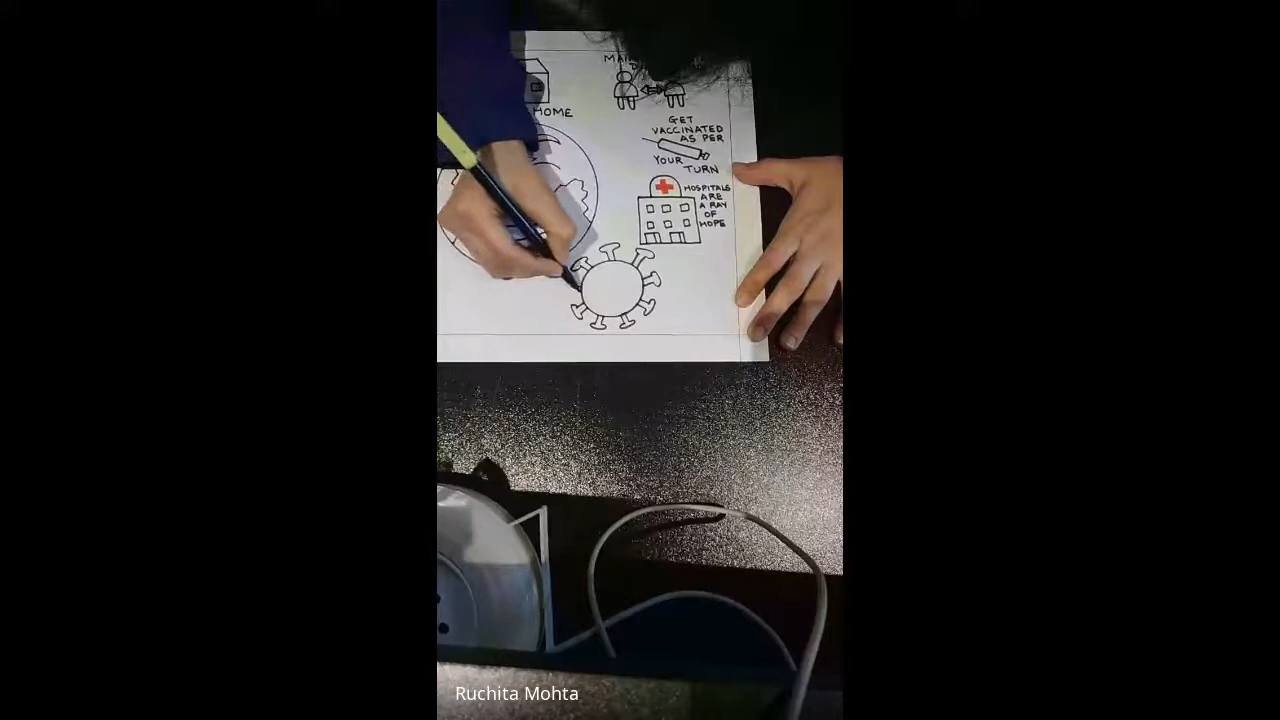 HOME
GET
VACCINATED
AS PER
YOUR
TURN
HOSPITALS
ARE
A RAY
OF
HOPE
Ruchita Mohta